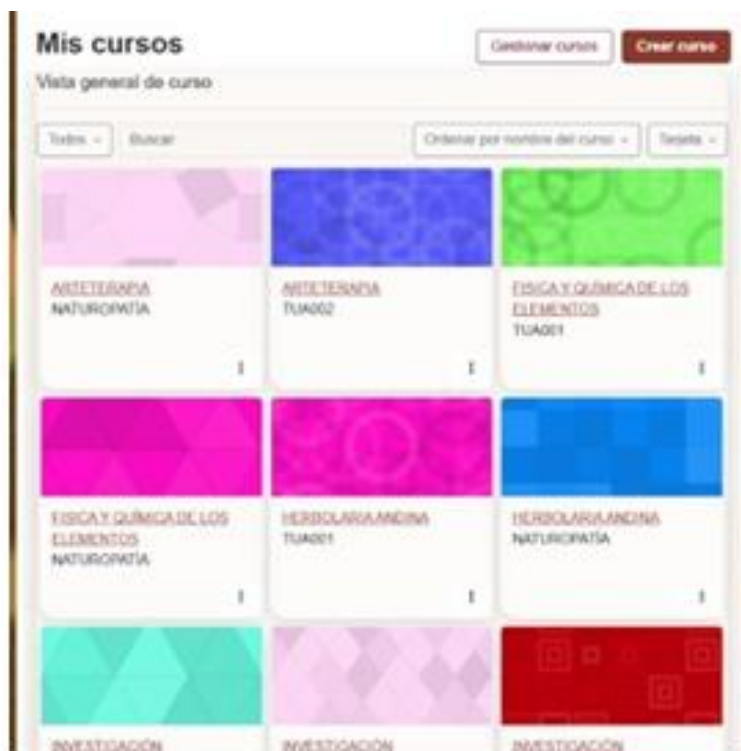 Mis cursos
Gestionar cursos
Crear curso
Vista general de curso
Todos
Buscar
Ordenar por nombre del curso
Tarjeta
ARTETERAPIA
NATUROPATÍA
ARTETERAPIA
TUA002
FISICA Y QUÍMICA DE LOS
ELEMENTOS
TUA001
FISICA Y QUÍMICA DE LOS
ELEMENTOS
NATUROPATÍA
HERBOLARIA ANDINA
TUA001
HERBOLARIA ANDINA
NATUROPATÍA
INVESTIGACIÓN
INVESTIGACIÓN
INVESTIGACIÓN